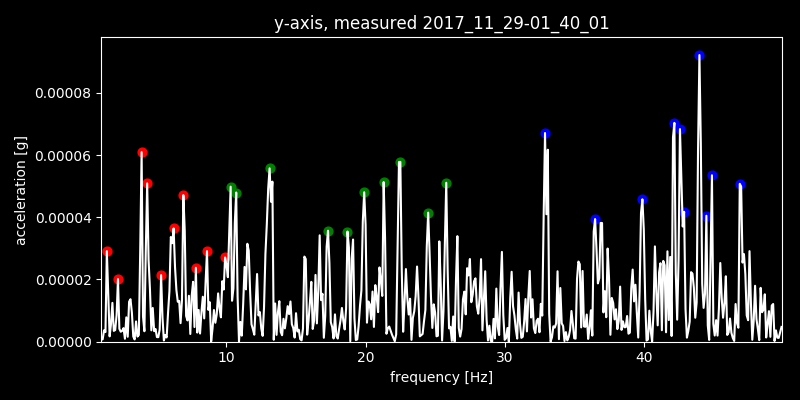 y-axis, measured 2017_11_29-01_40_01
acceleration [g]
0.00008
0.00006
0.00004
0.00002
0.00000
10 20 30 40
frequency [Hz]